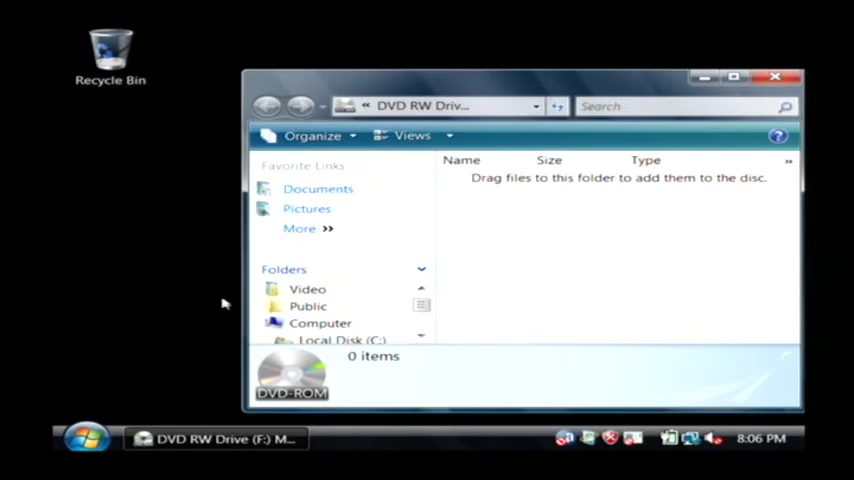 Recycle Bin
« DVD RW Driv...
Search
Organize
Views
Favorite Links
Documents
Pictures
More »
Folders
Video
Public
Computer
Local Disk (C:)
Name Size Type »
Drag files to this folder to add them to the disc.
0 items
DVD-ROM
DVD RW Drive (F:) M...
8:06 PM